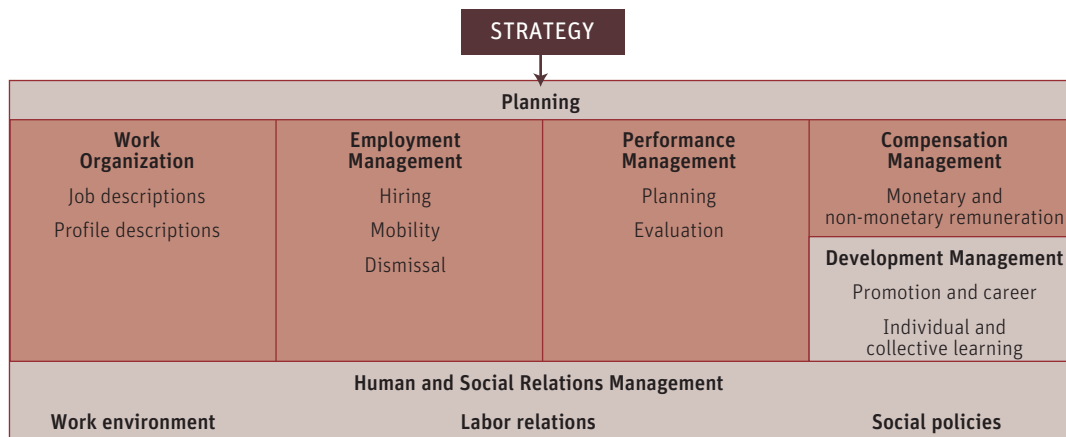 STRATEGY
Planning
Work
Organization
Job descriptions
Profile descriptions
Employment
Management
Hiring
Mobility
Dismissal
Performance
Management
Planning
Evaluation
Compensation
Management
Monetary and
non-monetary remuneration
Development Management
Promotion and career
Individual and
collective learning
Human and Social Relations Management
Work environment
Labor relations
Social policies